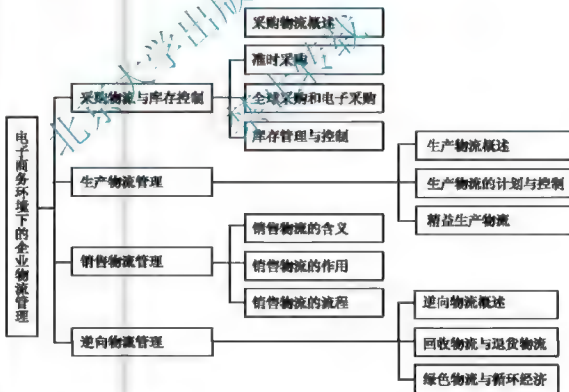 电子商务环境下的企业物流管理
采购物流与库存控制
采购物流概述
准时采购
全球采购和电子采购
库存管理与控制
生产物流管理
生产物流概述
生产物流的计划与控制
精益生产物流
销售物流管理
销售物流的含义
销售物流的作用
销售物流的流程
逆向物流管理
逆向物流概述
回收物流与退货物流
绿色物流与循环经济
北京大学出版